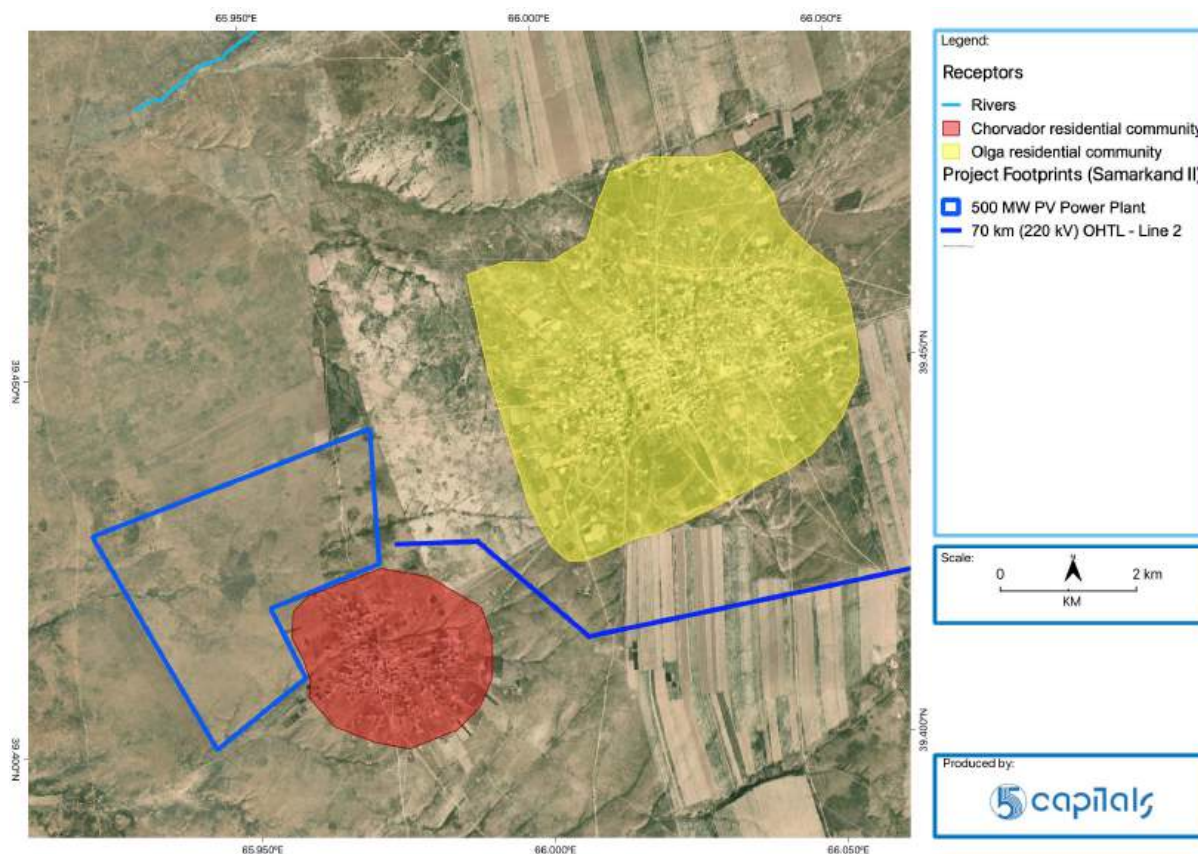 65.950°E 66.000°E 66.050°E
39.450°N
39.400°N
39.450°N
39.400°N
65.950°E 66.000°E 66.050°E
Legend:
Receptors
Rivers
Chorvador residential community
Olga residential community
Project Footprints (Samarkand II)
500 MW PV Power Plant
70 km (220 kV) OHTL - Line 2
Scale:
N
0 2 km
KM
Produced by:
5 capitals